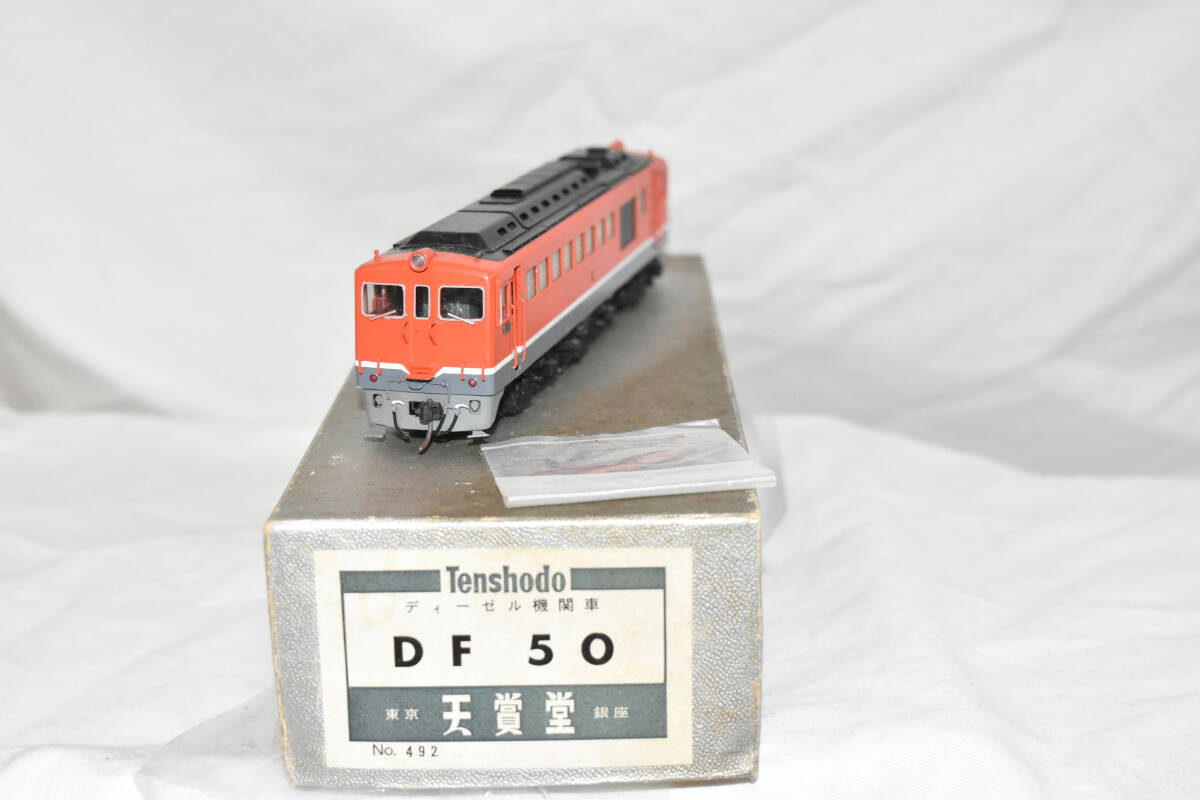 Tenshodo
ディーゼル機関車
DF 50
東京 天賞堂 銀座
No. 492